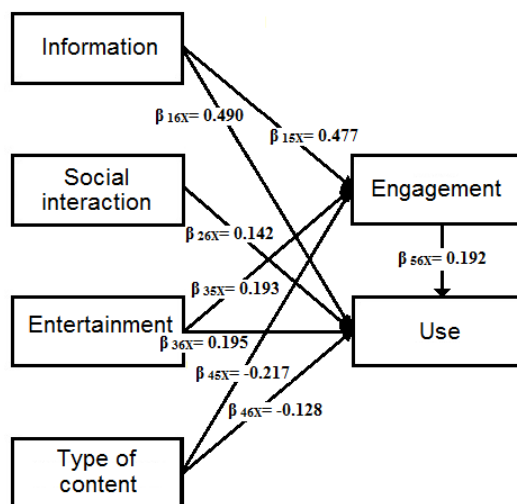 Information
β 16X= 0.490
β 15X= 0.477
Social
interaction
Engagement
β 26X= 0.142
β 56X= 0.192
β 35X= 0.193
Entertainment
Use
β 36X= 0.195
β 45X= -0.217
β 46X= -0.128
Type of
content